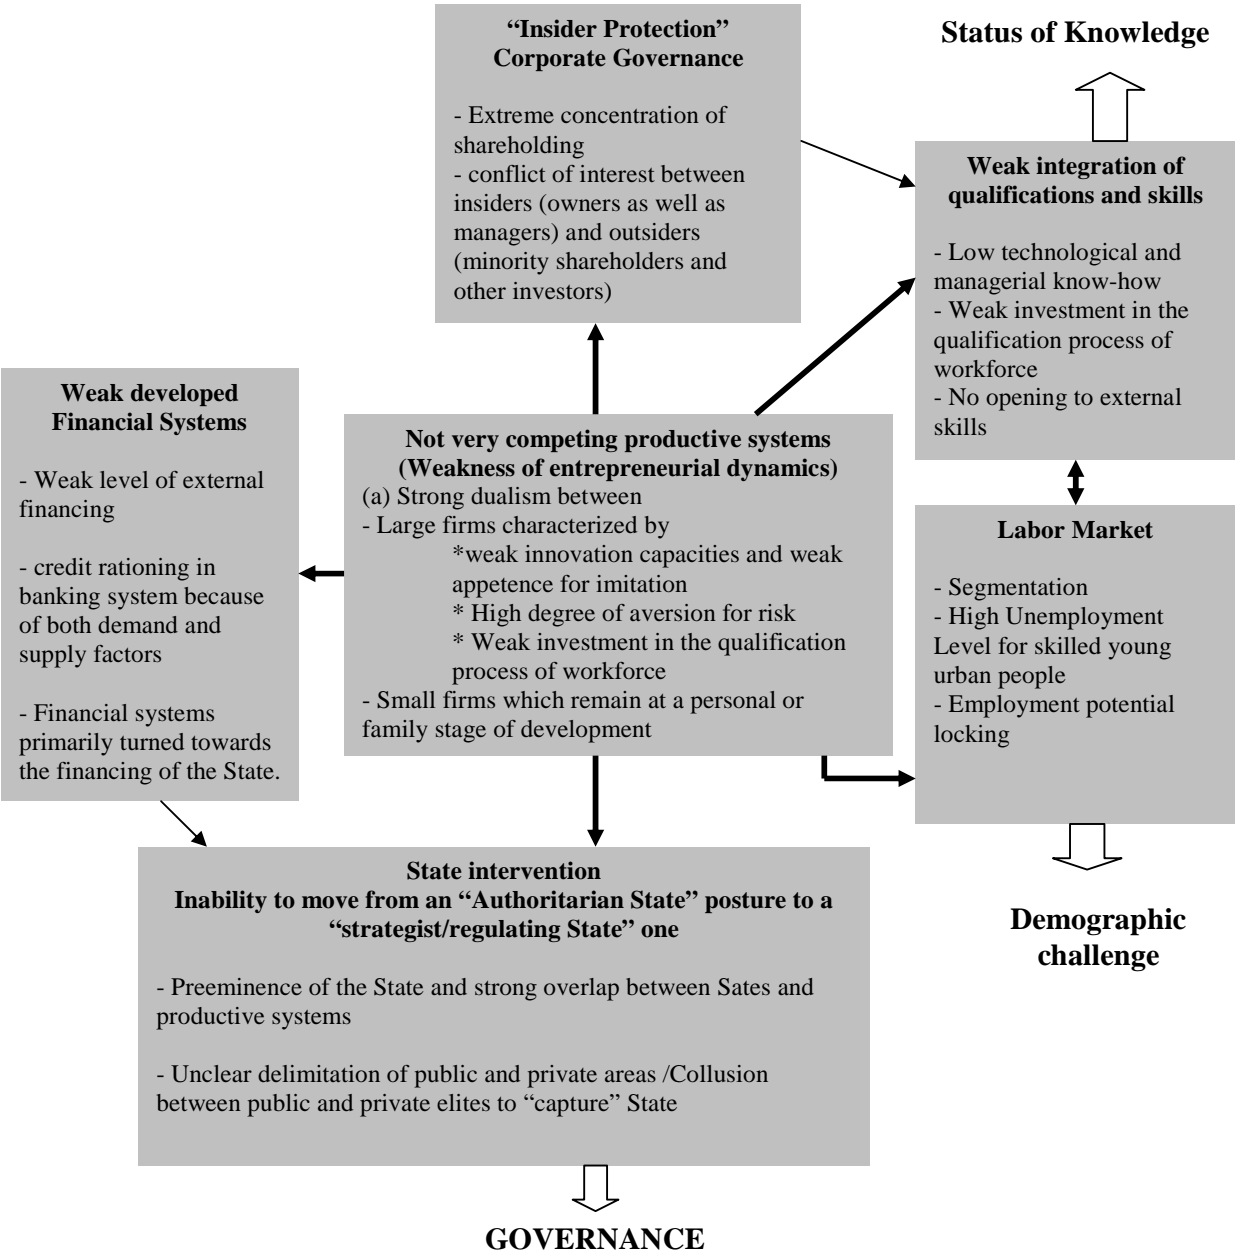 “Insider Protection”
Corporate Governance
- Extreme concentration of
shareholding
- conflict of interest between
insiders (owners as well as
managers) and outsiders
(minority shareholders and
other investors)
Status of Knowledge
Weak integration of
qualifications and skills
- Low technological and
managerial know-how
- Weak investment in the
qualification process of
workforce
- No opening to external
skills
Weak developed
Financial Systems
- Weak level of external
financing
- credit rationing in
banking system because
of both demand and
supply factors
- Financial systems
primarily turned towards
the financing of the State.
Not very competing productive systems
(Weakness of entrepreneurial dynamics)
(a) Strong dualism between
- Large firms characterized by
*weak innovation capacities and weak
appetence for imitation
* High degree of aversion for risk
* Weak investment in the qualification
process of workforce
- Small firms which remain at a personal or
family stage of development
Labor Market
- Segmentation
- High Unemployment
Level for skilled young
urban people
- Employment potential
locking
State intervention
Inability to move from an “Authoritarian State” posture to a
“strategist/regulating State” one
- Preeminence of the State and strong overlap between Sates and
productive systems
- Unclear delimitation of public and private areas /Collusion
between public and private elites to “capture” State
Demographic
challenge
GOVERNANCE